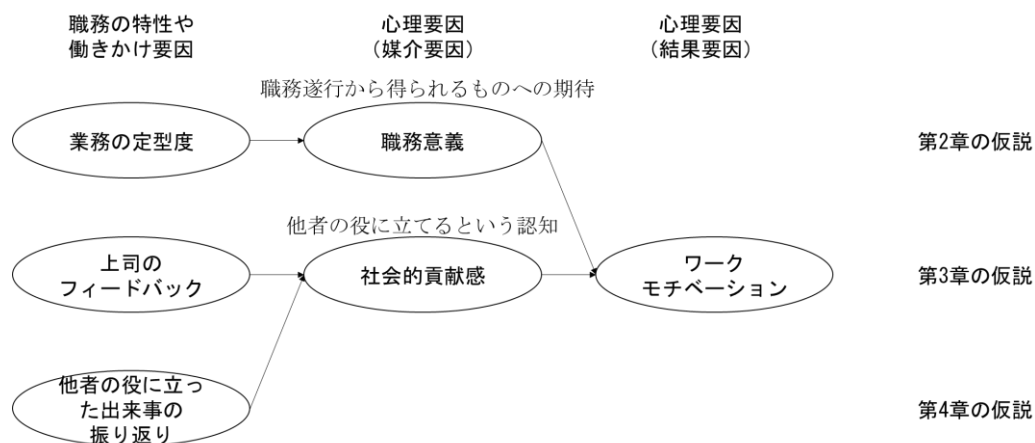 職務の特性や
働きかけ要因
心理要因
（媒介要因）
心理要因
（結果要因）
職務遂行から得られるものへの期待
業務の定型度
職務意義
第2章の仮説
他者の役に立てるという認知
上司の
フィードバック
社会的貢献感
ワーク
モチベーション
第3章の仮説
他者の役に立っ
た出来事の
振り返り
第4章の仮説